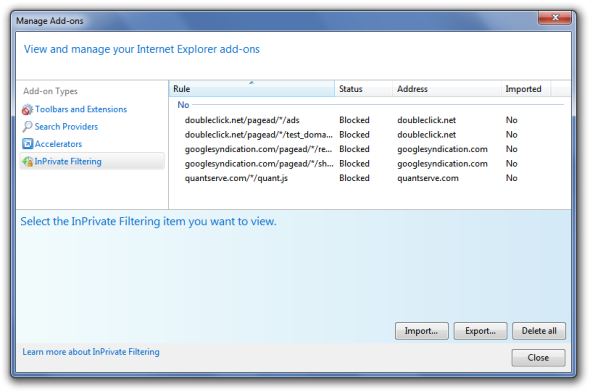 Manage Add-ons
View and manage your Internet Explorer add-ons
Add-on Types
Toolbars and Extensions
Search Providers
Accelerators
InPrivate Filtering
Rule Status Address Imported
No
doubleclick.net/pagead/*/ads Blocked doubleclick.net No
doubleclick.net/pagead/*/test_doma... Blocked doubleclick.net No
googlesyndication.com/pagead/*/re... Blocked googlesyndication.com No
googlesyndication.com/pagead/*/sh... Blocked googlesyndication.com No
quantserve.com/*/quant.js Blocked quantserve.com No
Select the InPrivate Filtering item you want to view.
Import... Export... Delete all
Learn more about InPrivate Filtering
Close